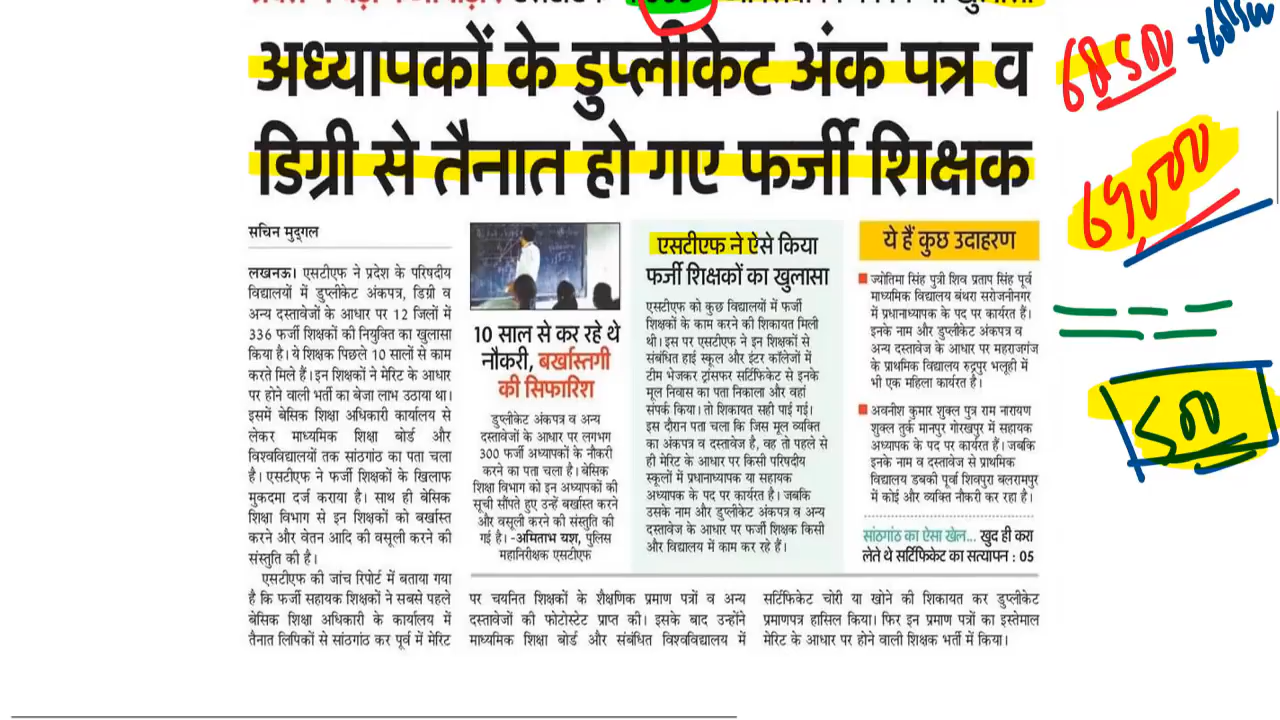 अध्यापकों के डुप्लीकेट अंक पत्र व
डिग्री से तैनात हो गए फर्जी शिक्षक
सचिन मुद्गल
लखनऊ। एसटीएफ ने प्रदेश के परिषदीय
विद्यालयों में डुप्लीकेट अंकपत्र, डिग्री व
अन्य दस्तावेजों के आधार पर 12 जिलों में
336 फर्जी शिक्षकों की नियुक्ति का खुलासा
किया है। ये शिक्षक पिछले 10 सालों से काम
करते मिले हैं। इन शिक्षकों ने मेरिट के आधार
पर होने वाली भर्ती का बेजा लाभ उठाया था।
इसमें बेसिक शिक्षा अधिकारी कार्यालय से
लेकर माध्यमिक शिक्षा बोर्ड और
विश्वविद्यालयों तक सांठगांठ का पता चला
है। एसटीएफ ने फर्जी शिक्षकों के खिलाफ
मुकदमा दर्ज कराया है। साथ ही बेसिक
शिक्षा विभाग से इन शिक्षकों को बर्खास्त
करने और वेतन आदि की वसूली करने की
संस्तुति की है।
एसटीएफ की जांच रिपोर्ट में बताया गया
है कि फर्जी सहायक शिक्षकों ने सबसे पहले
बेसिक शिक्षा अधिकारी के कार्यालय में
तैनात लिपिकों से सांठगांठ कर पूर्व में मेरिट
10 साल से कर रहे थे
नौकरी, बर्खास्तगी
की सिफारिश
डुप्लीकेट अंकपत्र व अन्य
दस्तावेजों के आधार पर लगभग
300 फर्जी अध्यापकों के नौकरी
करने का पता चला है। बेसिक
शिक्षा विभाग को इन अध्यापकों की
सूची सौंपते हुए उन्हें बर्खास्त करने
और वसूली करने की संस्तुति की
गई है। -अमिताभ यश, पुलिस
महानिरीक्षक एसटीएफ
एसटीएफ ने ऐसे किया
फर्जी शिक्षकों का खुलासा
एसटीएफ को कुछ विद्यालयों में फर्जी
शिक्षकों के काम करने की शिकायत मिली
थी। इस पर एसटीएफ ने इन शिक्षकों से
संबंधित हाई स्कूल और इंटर कॉलेजों में
टीम भेजकर ट्रांसफर सर्टिफिकेट से इनके
मूल निवास का पता निकाला और वहां
संपर्क किया। तो शिकायत सही पाई गई।
इस दौरान पता चला कि जिस मूल व्यक्ति
का अंकपत्र व दस्तावेज है, वह तो पहले से
ही मेरिट के आधार पर किसी परिषदीय
स्कूलों में प्रधानाध्यापक या सहायक
अध्यापक के पद पर कार्यरत है। जबकि
उसके नाम और डुप्लीकेट अंकपत्र व अन्य
दस्तावेज के आधार पर फर्जी शिक्षक किसी
और विद्यालय में काम कर रहे हैं।
ये हैं कुछ उदाहरण
ज्योतिमा सिंह पुत्री शिव प्रताप सिंह पूर्व
माध्यमिक विद्यालय बंथरा सरोजनीनगर
में प्रधानाध्यापक के पद पर कार्यरत हैं।
इनके नाम और डुप्लीकेट अंकपत्र व
अन्य दस्तावेज के आधार पर महराजगंज
के प्राथमिक विद्यालय रुद्रपुर भलूही में
भी एक महिला कार्यरत है।
अवनीश कुमार शुक्ल पुत्र राम नारायण
शुक्ल तुर्क मानपुर गोरखपुर में सहायक
अध्यापक के पद पर कार्यरत हैं। जबकि
इनके नाम व दस्तावेज से प्राथमिक
विद्यालय डबकी पूर्व शिवपुरा बलरामपुर
में कोई और व्यक्ति नौकरी कर रहा है।
सांठगांठ का ऐसा खेल... खुद ही करा
लेते थे सर्टिफिकेट का सत्यापन : 05
पर चयनित शिक्षकों के शैक्षणिक प्रमाण पत्रों व अन्य
दस्तावेजों की फोटोस्टेट प्राप्त की। इसके बाद उन्होंने
माध्यमिक शिक्षा बोर्ड और संबंधित विश्वविद्यालय में
सर्टिफिकेट चोरी या खोने की शिकायत कर डुप्लीकेट
प्रमाणपत्र हासिल किया। फिर इन प्रमाण पत्रों का इस्तेमाल
मेरिट के आधार पर होने वाली शिक्षक भर्ती में किया।
68500
69000
500